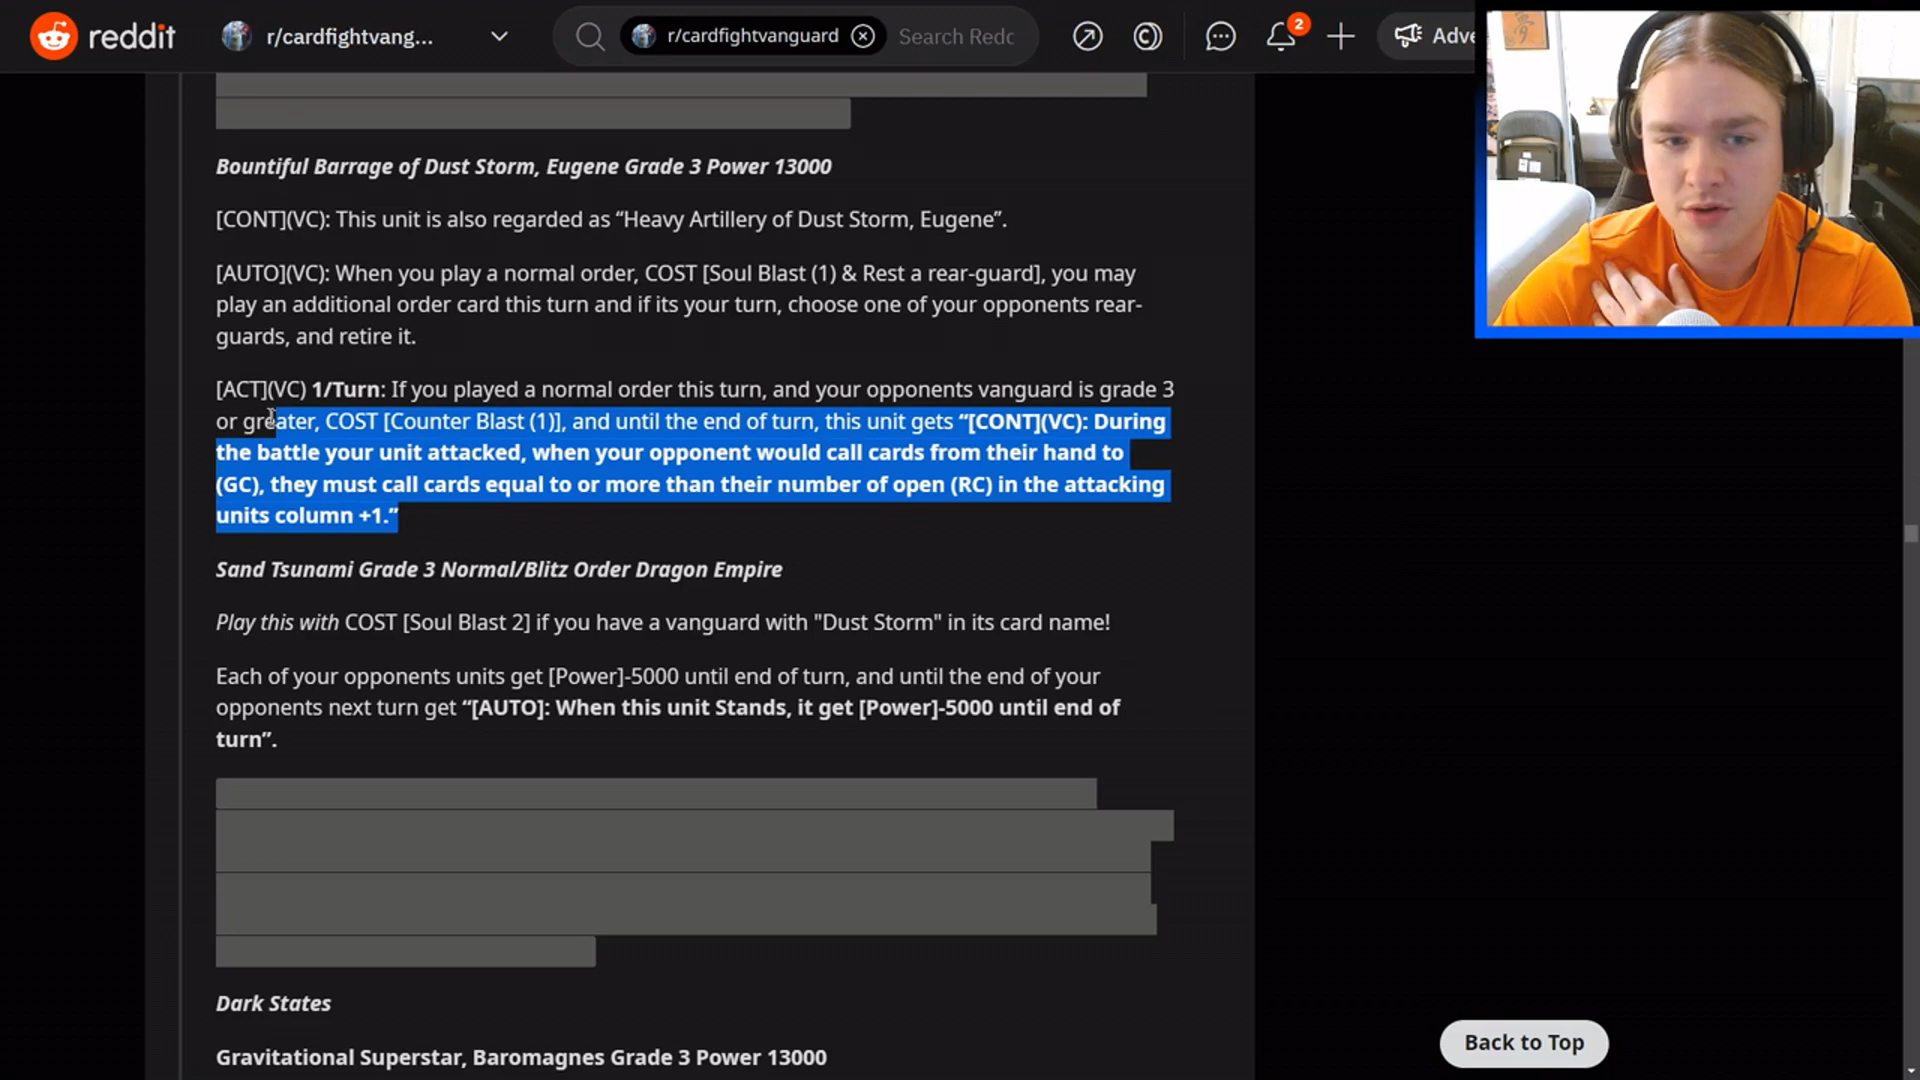 reddit
r/cardfightvang...
r/cardfightvanguard
Search Redc
2
Adve
Bountiful Barrage of Dust Storm, Eugene Grade 3 Power 13000
[CONT](VC): This unit is also regarded as “Heavy Artillery of Dust Storm, Eugene”.
[AUTO](VC): When you play a normal order, COST [Soul Blast (1) & Rest a rear-guard], you may
play an additional order card this turn and if its your turn, choose one of your opponents rear-
guards, and retire it.
[ACT](VC) 1/Turn: If you played a normal order this turn, and your opponents vanguard is grade 3
or greater, COST [Counter Blast (1)], and until the end of turn, this unit gets “[CONT](VC): During
the battle your unit attacked, when your opponent would call cards from their hand to
(GC), they must call cards equal to or more than their number of open (RC) in the attacking
units column +1.”
Sand Tsunami Grade 3 Normal/Blitz Order Dragon Empire
Play this with COST [Soul Blast 2] if you have a vanguard with "Dust Storm" in its card name!
Each of your opponents units get [Power]-5000 until end of turn, and until the end of your
opponents next turn get “[AUTO]: When this unit Stands, it get [Power]-5000 until end of
turn”.
Dark States
Gravitational Superstar, Baromagnes Grade 3 Power 13000
Back to Top